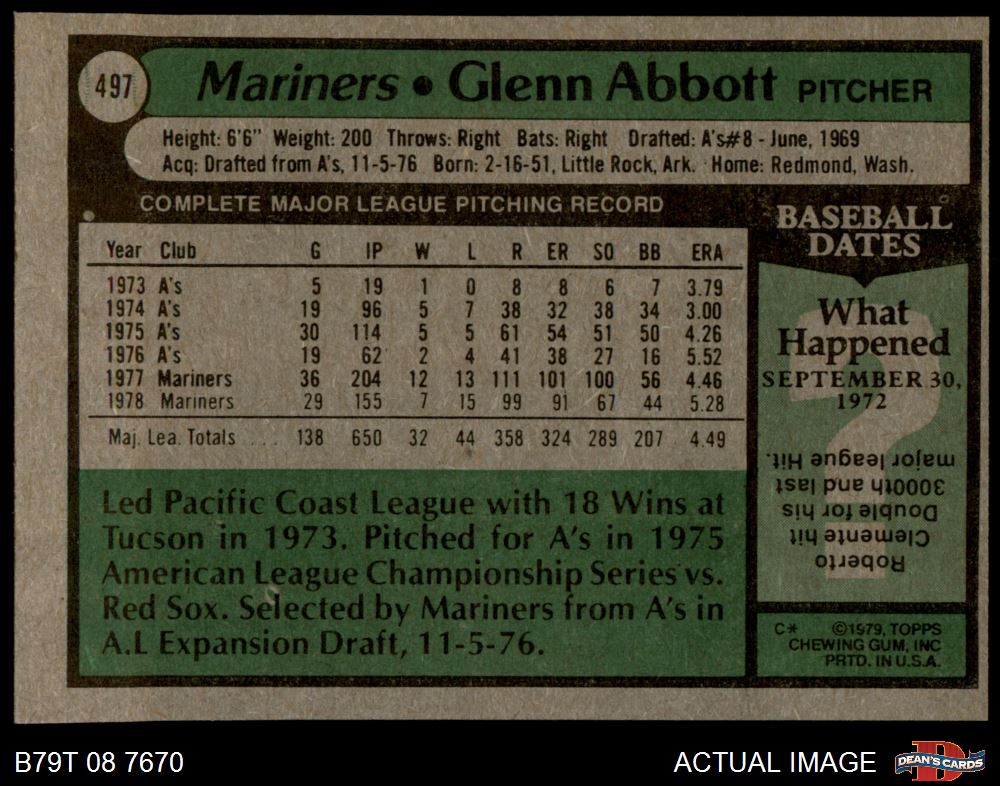 497
Mariners • Glenn Abbott PITCHER
Height: 6'6" Weight: 200 Throws: Right Bats: Right Drafted: A's#8 - June, 1969
Acq: Drafted from A's, 11-5-76 Born: 2-16-51, Little Rock, Ark. Home: Redmond, Wash.
COMPLETE MAJOR LEAGUE PITCHING RECORD
Year Club G IP W L R ER SO BB ERA
1973 A's 5 19 1 0 8 8 6 7 3.79
1974 A's 19 96 5 7 38 32 38 34 3.00
1975 A's 30 114 5 5 61 54 51 50 4.26
1976 A's 19 62 2 4 41 38 27 16 5.52
1977 Mariners 36 204 12 13 111 101 100 56 4.46
1978 Mariners 29 155 7 15 99 91 67 44 5.28
Maj. Lea. Totals . . . 138 650 32 44 358 324 289 207 4.49
Led Pacific Coast League with 18 Wins at
Tucson in 1973. Pitched for A's in 1975
American League Championship Series vs.
Red Sox. Selected by Mariners from A's in
A.L Expansion Draft, 11-5-76.
BASEBALL
DATES
What
Happened
SEPTEMBER 30,
1972
?
Roberto
Clemente hit
Double for his
3000th and last
major league Hit.
C* ©1979, TOPPS
CHEWING GUM, INC
PRTD. IN U.S.A.
B79T 08 7670
ACTUAL IMAGE
D
DEAN'S CARDS